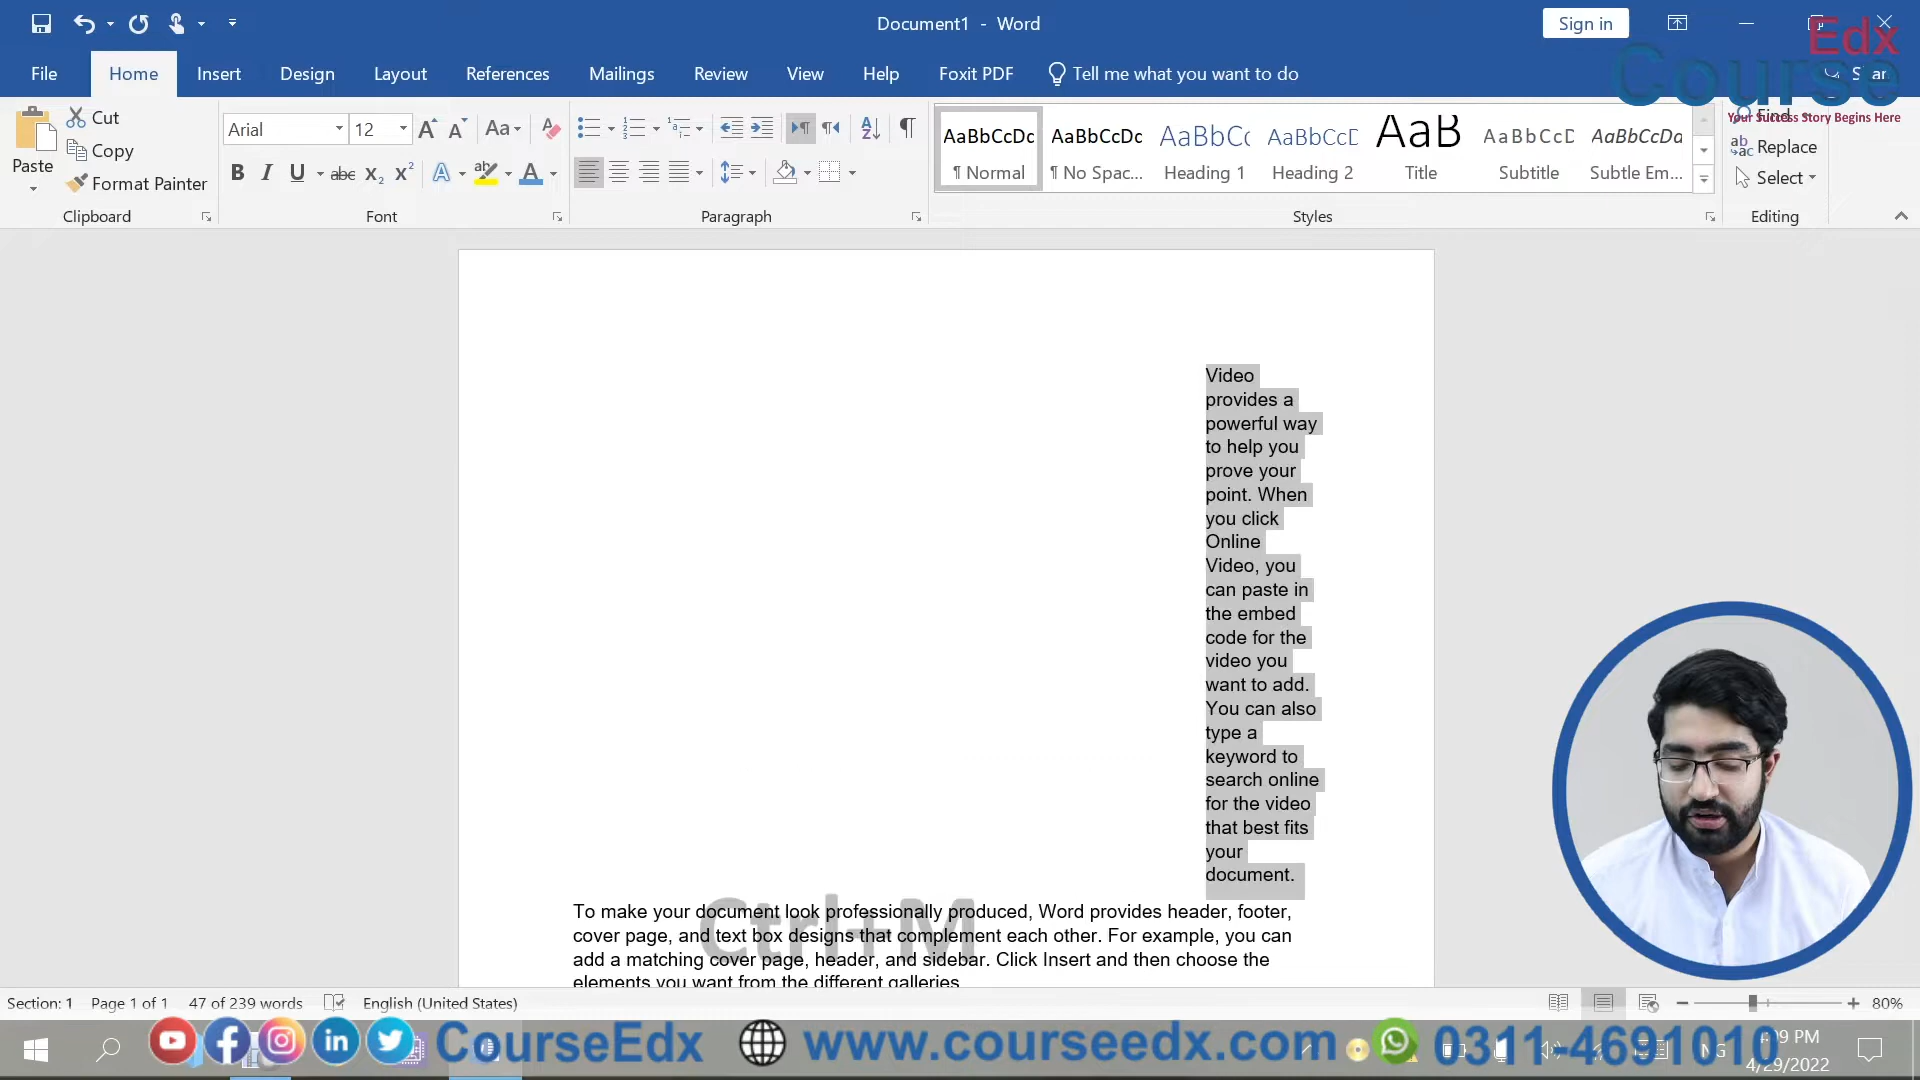 Document1 - Word
Sign in
File
Home
Insert
Design
Layout
References
Mailings
Review
View
Help
Foxit PDF
Tell me what you want to do
Edx
Course
Your Success Story Begins Here
Paste
Cut
Copy
Format Painter
Clipboard
Arial
12
Aa
B I U abc X₂ X²
Font
Paragraph
AaBbCcDc
¶ Normal
AaBbCcDc
¶ No Spac...
AaBbCc
Heading 1
AaBbCcD
Heading 2
AaB
Title
AaBbCcD
Subtitle
AaBbCcDa
Subtle Em...
Styles
Find
Replace
Select
Editing
Video
provides a
powerful way
to help you
prove your
point. When
you click
Online
Video, you
can paste in
the embed
code for the
video you
want to add.
You can also
type a
keyword to
search online
for the video
that best fits
your
document.
To make your document look professionally produced, Word provides header, footer,
cover page, and text box designs that complement each other. For example, you can
add a matching cover page, header, and sidebar. Click Insert and then choose the
elements you want from the different galleries.
Ctrl+M
Section: 1
Page 1 of 1
47 of 239 words
English (United States)
80%
CourseEdx
www.courseedx.com
0311-4691010
4/29/2022